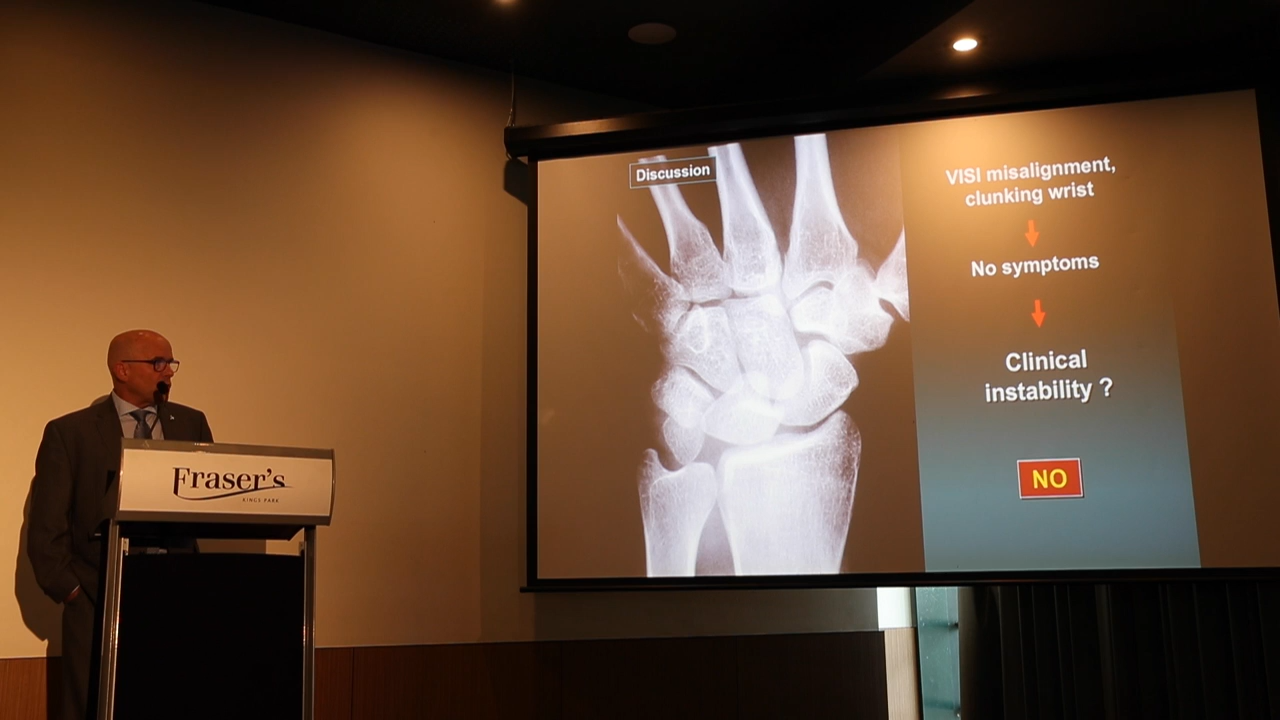 Discussion
VISI misalignment,
clunking wrist
No symptoms
Clinical
instability ?
NO
Fraser's
KINGS PARK